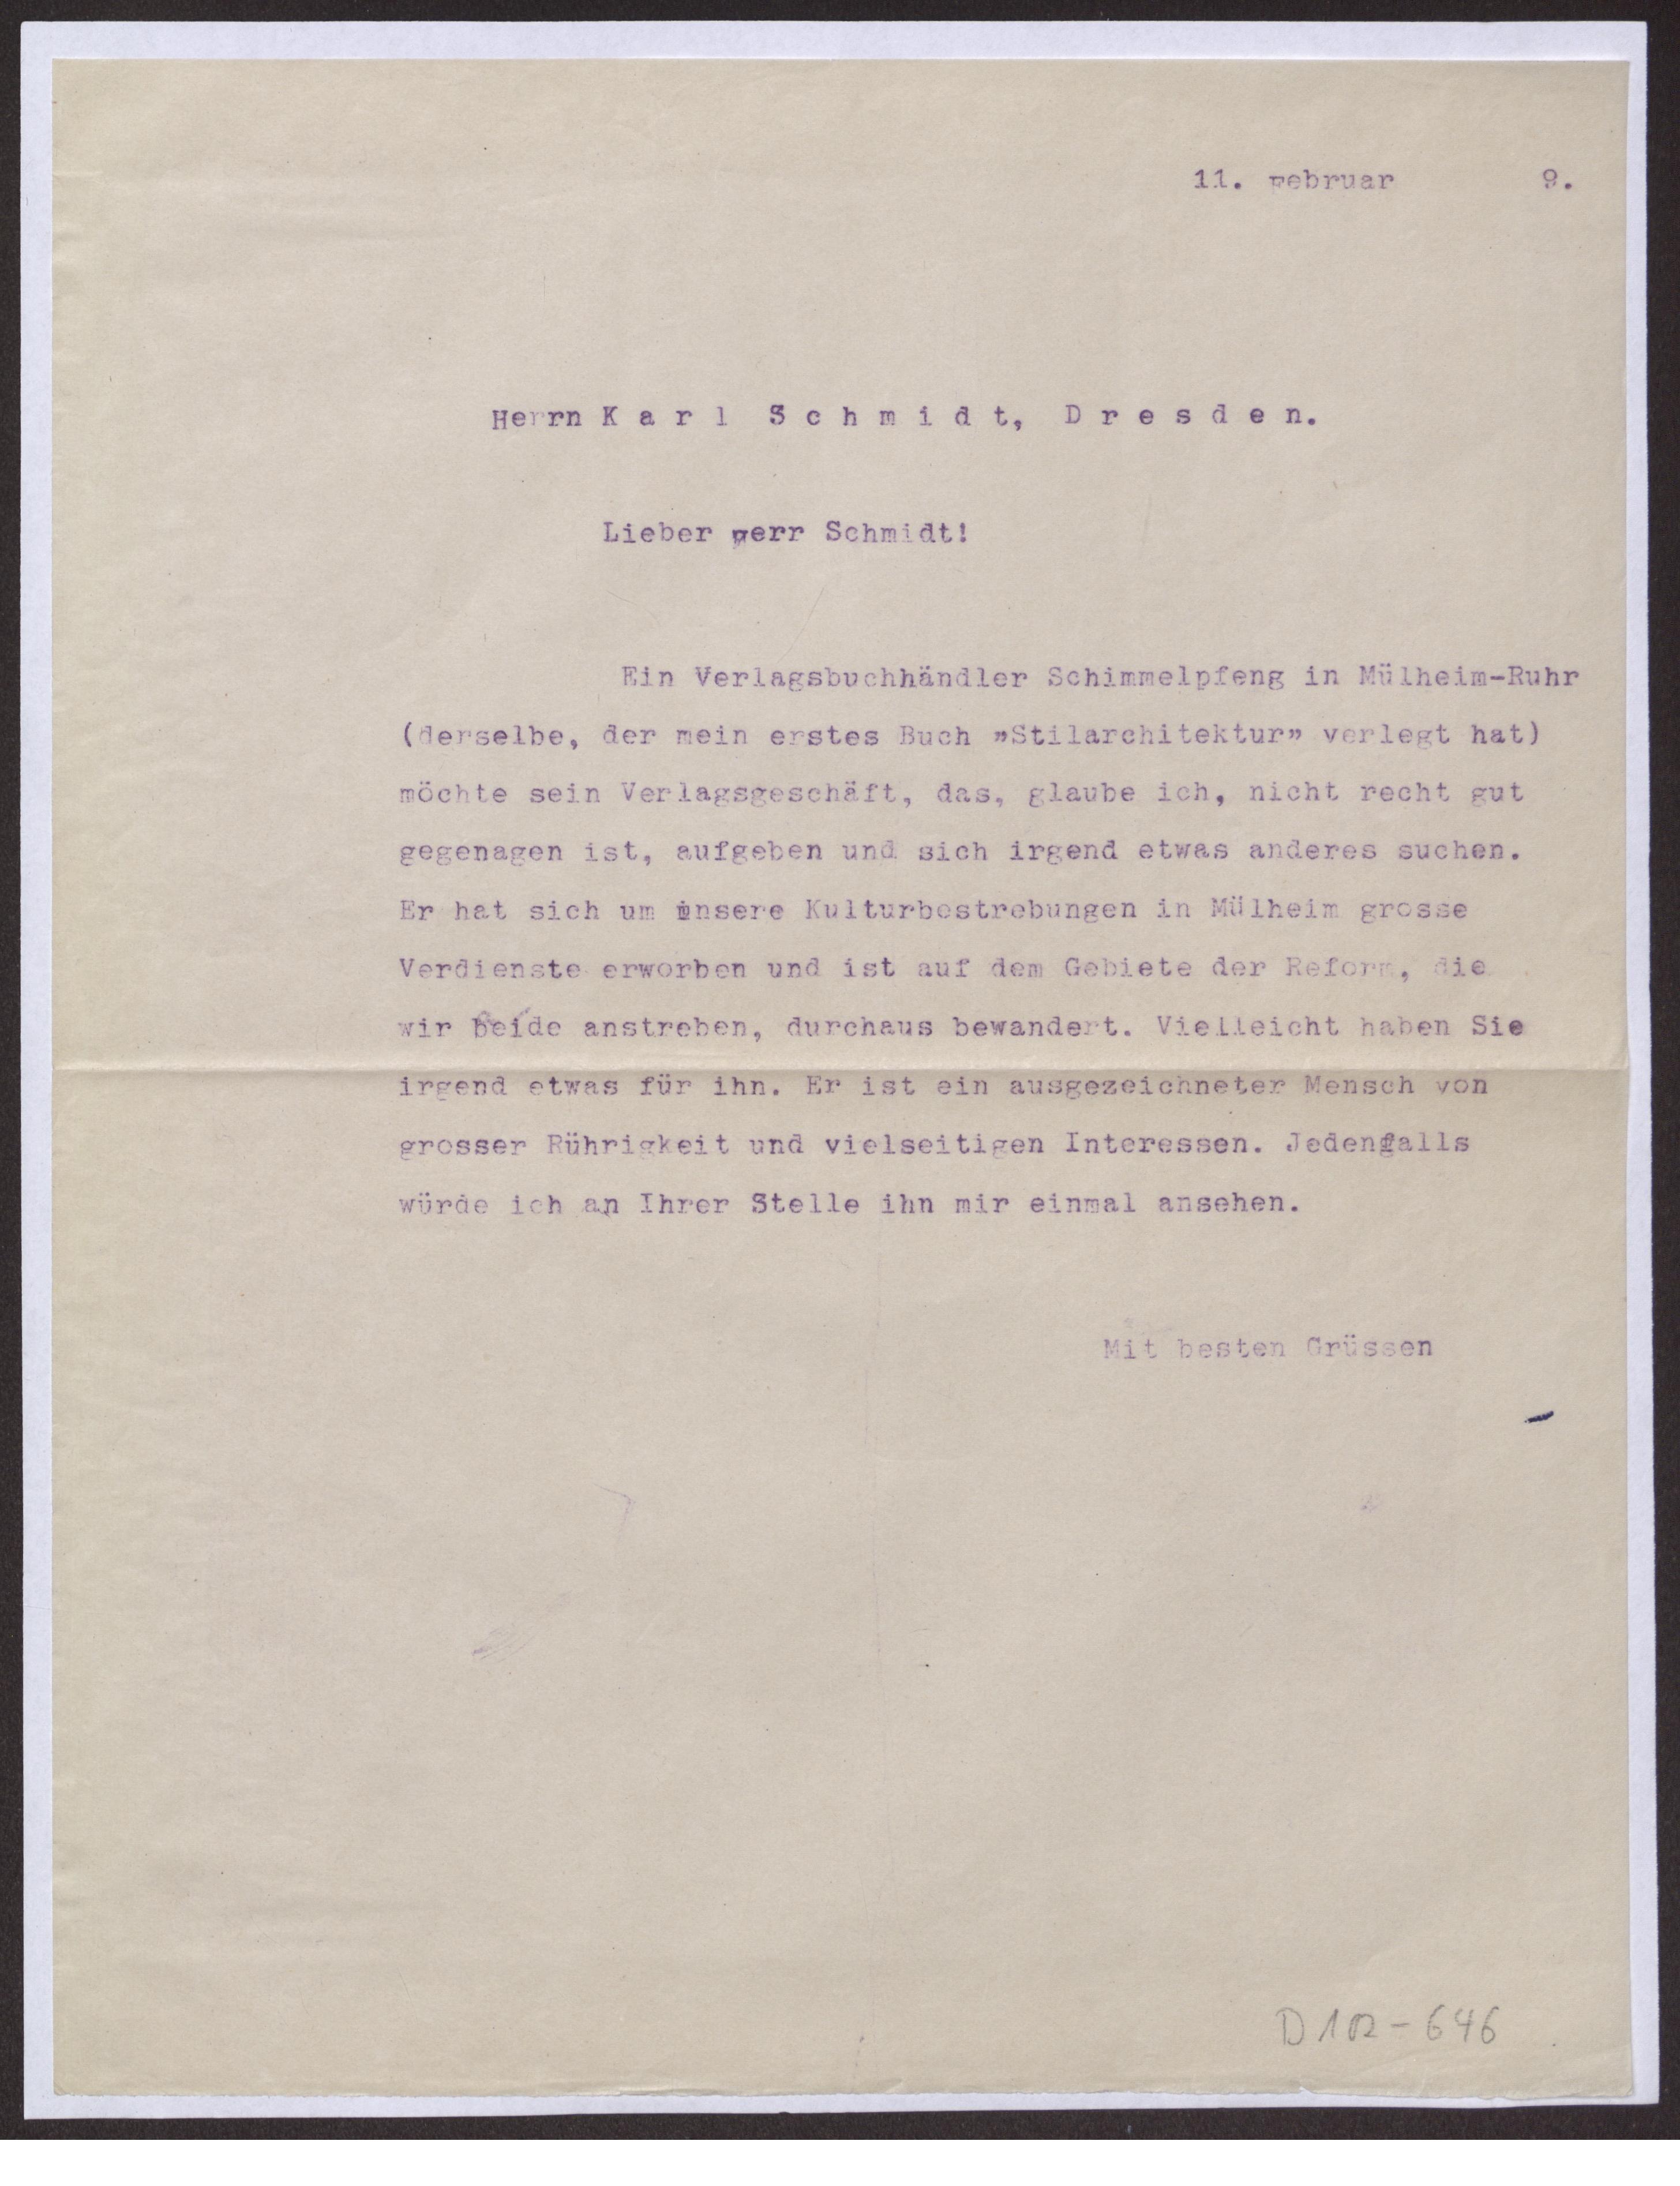 11. Februar 9.
Herrn K a r l S c h m i d t, D r e s d e n.
Lieber Herr Schmidt!
Ein Verlagsbuchhändler Schimmelpfeng in Mülheim-Ruhr
(derselbe, der mein erstes Buch "Stilarchitektur" verlegt hat)
möchte sein Verlagsgeschäft, das, glaube ich, nicht recht gut
gegenagen ist, aufgeben und sich irgend etwas anderes suchen.
Er hat sich um unsere Kulturbestrebungen in Mülheim grosse
Verdienste erworben und ist auf dem Gebiete der Reform, die
wir beide anstreben, durchaus bewandert. Vielleicht haben Sie
irgend etwas für ihn. Er ist ein ausgezeichneter Mensch von
grosser Rührigkeit und vielseitigen Interessen. Jedenfalls
würde ich an Ihrer Stelle ihn mir einmal ansehen.
Mit besten Grüssen
D 102-646